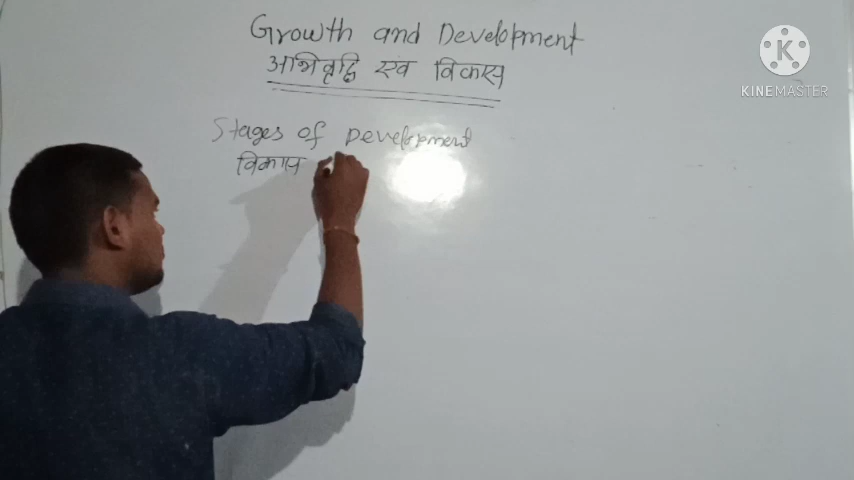 Growth and Development
अभिवृद्धि एवं विकास
Stages of Development
विकास
K
KINEMASTER